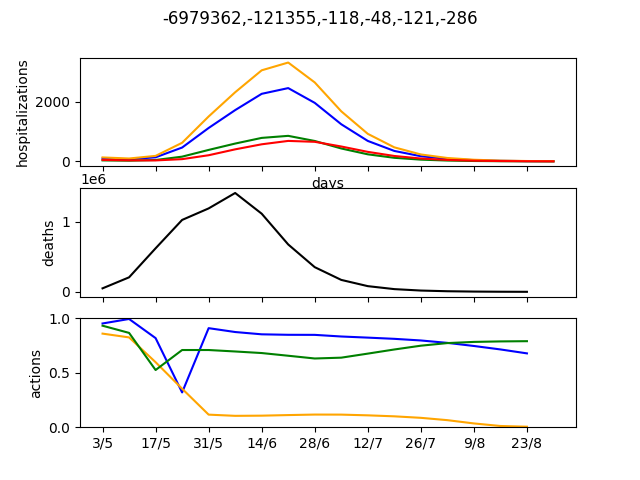 -6979362,-121355,-118,-48,-121,-286
hospitalizations
2000
0
days
1e6
deaths
1
0
actions
1.0
0.5
0.0
3/5 17/5 31/5 14/6 28/6 12/7 26/7 9/8 23/8